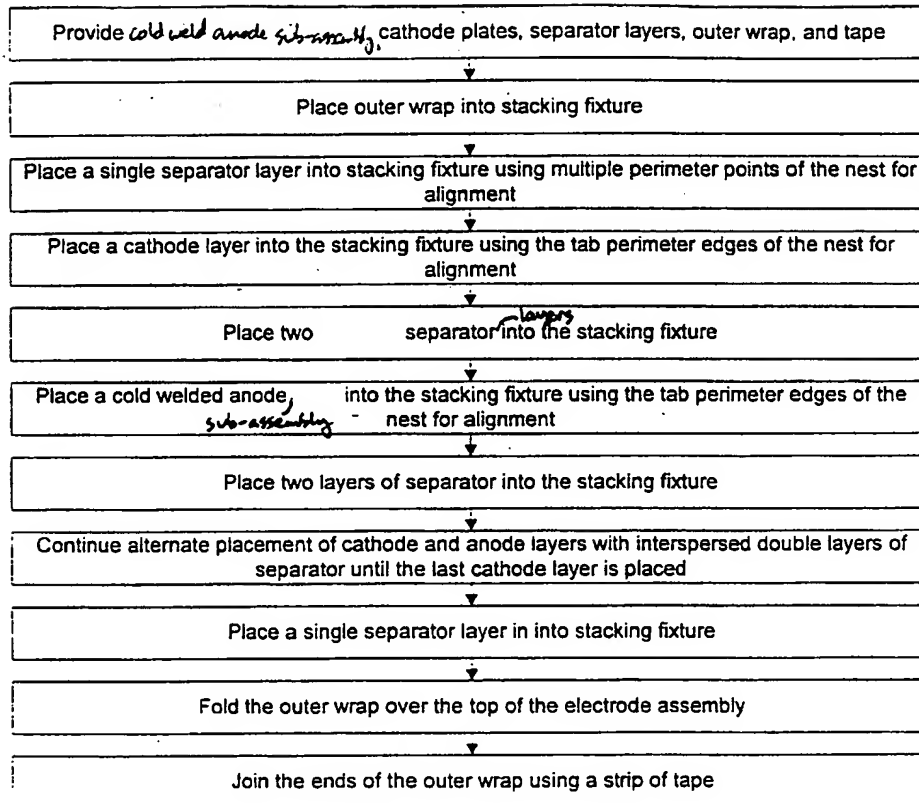 Provide cold weld anode sub-assembly, cathode plates, separator layers, outer wrap, and tape
Place outer wrap into stacking fixture
Place a single separator layer into stacking fixture using multiple perimeter points of the nest for
alignment
Place a cathode layer into the stacking fixture using the tab perimeter edges of the nest for
alignment
Place two separator layers into the stacking fixture
Place a cold welded anode sub-assembly into the stacking fixture using the tab perimeter edges of the
nest for alignment
Place two layers of separator into the stacking fixture
Continue alternate placement of cathode and anode layers with interspersed double layers of
separator until the last cathode layer is placed
Place a single separator layer in into stacking fixture
Fold the outer wrap over the top of the electrode assembly
Join the ends of the outer wrap using a strip of tape